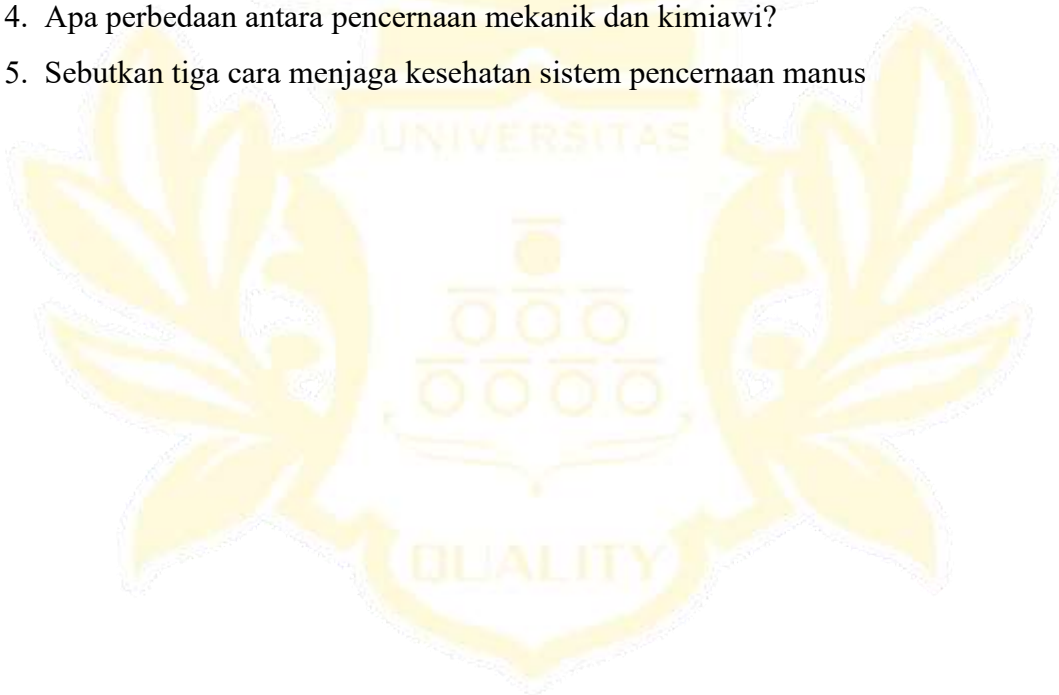 4. Apa perbedaan antara pencernaan mekanik dan kimiawi?
5. Sebutkan tiga cara menjaga kesehatan sistem pencernaan manus
UNIVERSITAS
QUALITY